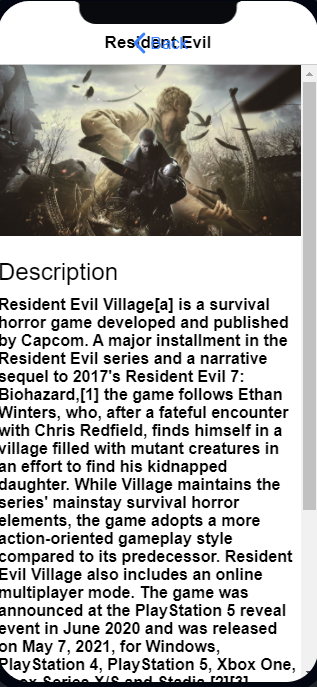 Resident Evil
Back
Description
Resident Evil Village[a] is a survival
horror game developed and published
by Capcom. A major installment in the
Resident Evil series and a narrative
sequel to 2017's Resident Evil 7:
Biohazard,[1] the game follows Ethan
Winters, who, after a fateful encounter
with Chris Redfield, finds himself in a
village filled with mutant creatures in
an effort to find his kidnapped
daughter. While Village maintains the
series' mainstay survival horror
elements, the game adopts a more
action-oriented gameplay style
compared to its predecessor. Resident
Evil Village also includes an online
multiplayer mode. The game was
announced at the PlayStation 5 reveal
event in June 2020 and was released
on May 7, 2021, for Windows,
PlayStation 4, PlayStation 5, Xbox One,
Series X/S and Stadia.[2][3]